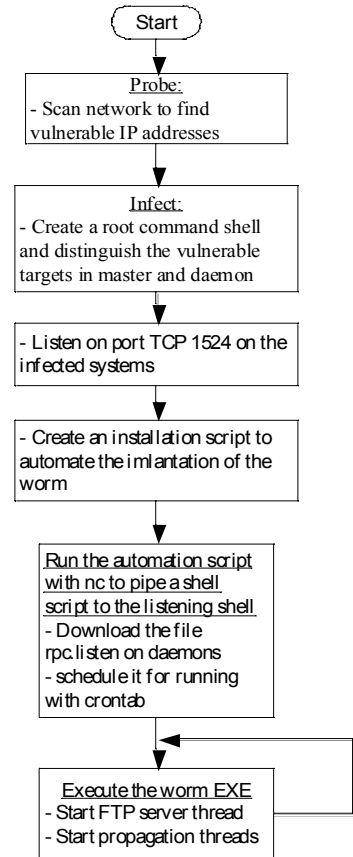 Start
Probe:
- Scan network to find
vulnerable IP addresses
Infect:
- Create a root command shell
and distinguish the vulnerable
targets in master and daemon
- Listen on port TCP 1524 on the
infected systems
- Create an installation script to
automate the imlantation of the
worm
Run the automation script
with nc to pipe a shell
script to the listening shell
- Download the file
rpc.listen on daemons
- schedule it for running
with crontab
Execute the worm EXE
- Start FTP server thread
- Start propagation threads